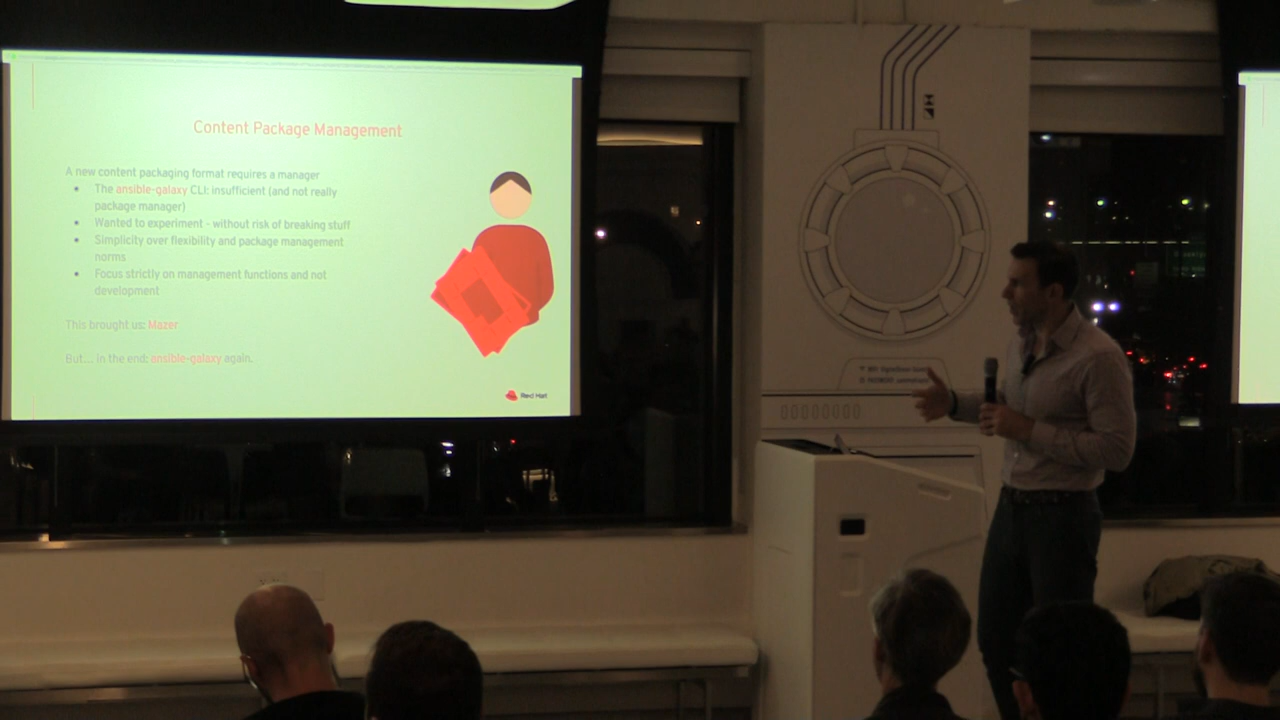 Content Package Management
A new content packaging format requires a manager
• The ansible-galaxy CLI: insufficient (and not really
package manager)
• Wanted to experiment - without risk of breaking stuff
• Simplicity over flexibility and package management
norms
• Focus strictly on management functions and not
development
This brought us: Mazer
But... in the end: ansible-galaxy again.
Red Hat